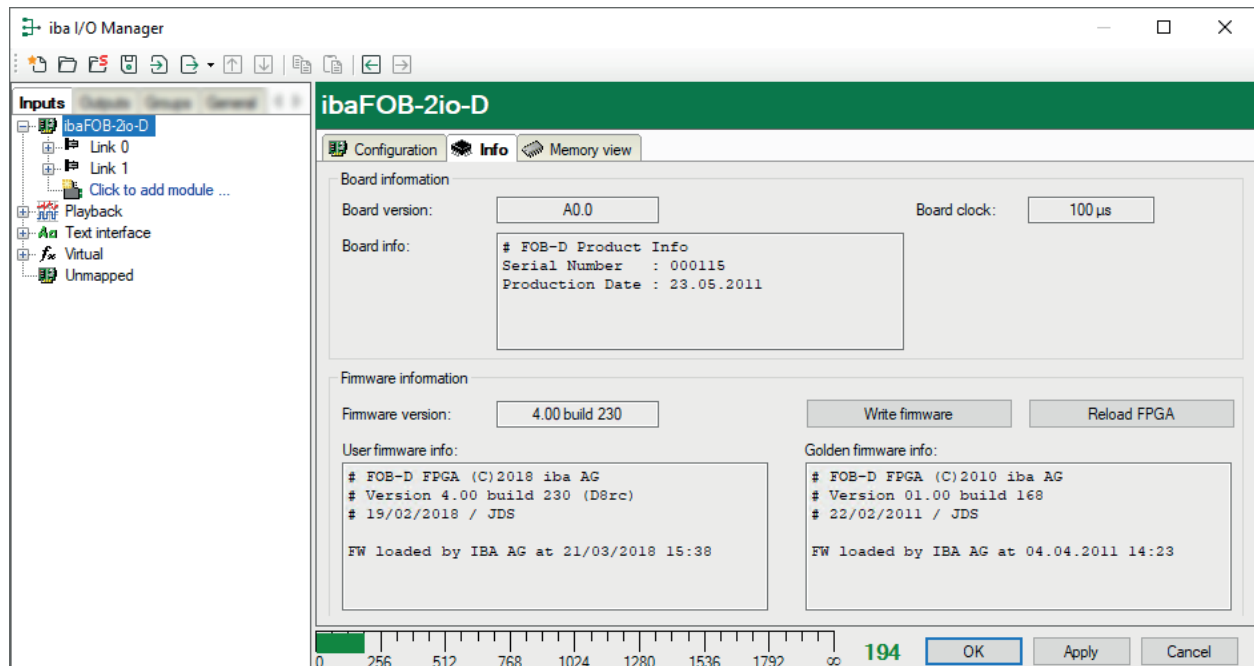 iba I/O Manager
Inputs
ibaFOB-2io-D
Link 0
Link 1
Click to add module ...
Playback
Text interface
Virtual
Unmapped
ibaFOB-2io-D
Configuration Info Memory view
Board information
Board version: A0.0 Board clock: 100 µs
Board info:
# FOB-D Product Info
Serial Number : 000115
Production Date : 23.05.2011
Firmware information
Firmware version: 4.00 build 230 Write firmware Reload FPGA
User firmware info:
# FOB-D FPGA (C)2018 iba AG
# Version 4.00 build 230 (D8rc)
# 19/02/2018 / JDS
FW loaded by IBA AG at 21/03/2018 15:38
Golden firmware info:
# FOB-D FPGA (C)2010 iba AG
# Version 01.00 build 168
# 22/02/2011 / JDS
FW loaded by IBA AG at 04.04.2011 14:23
0 256 512 768 1024 1280 1536 1792 ∞ 194 OK Apply Cancel